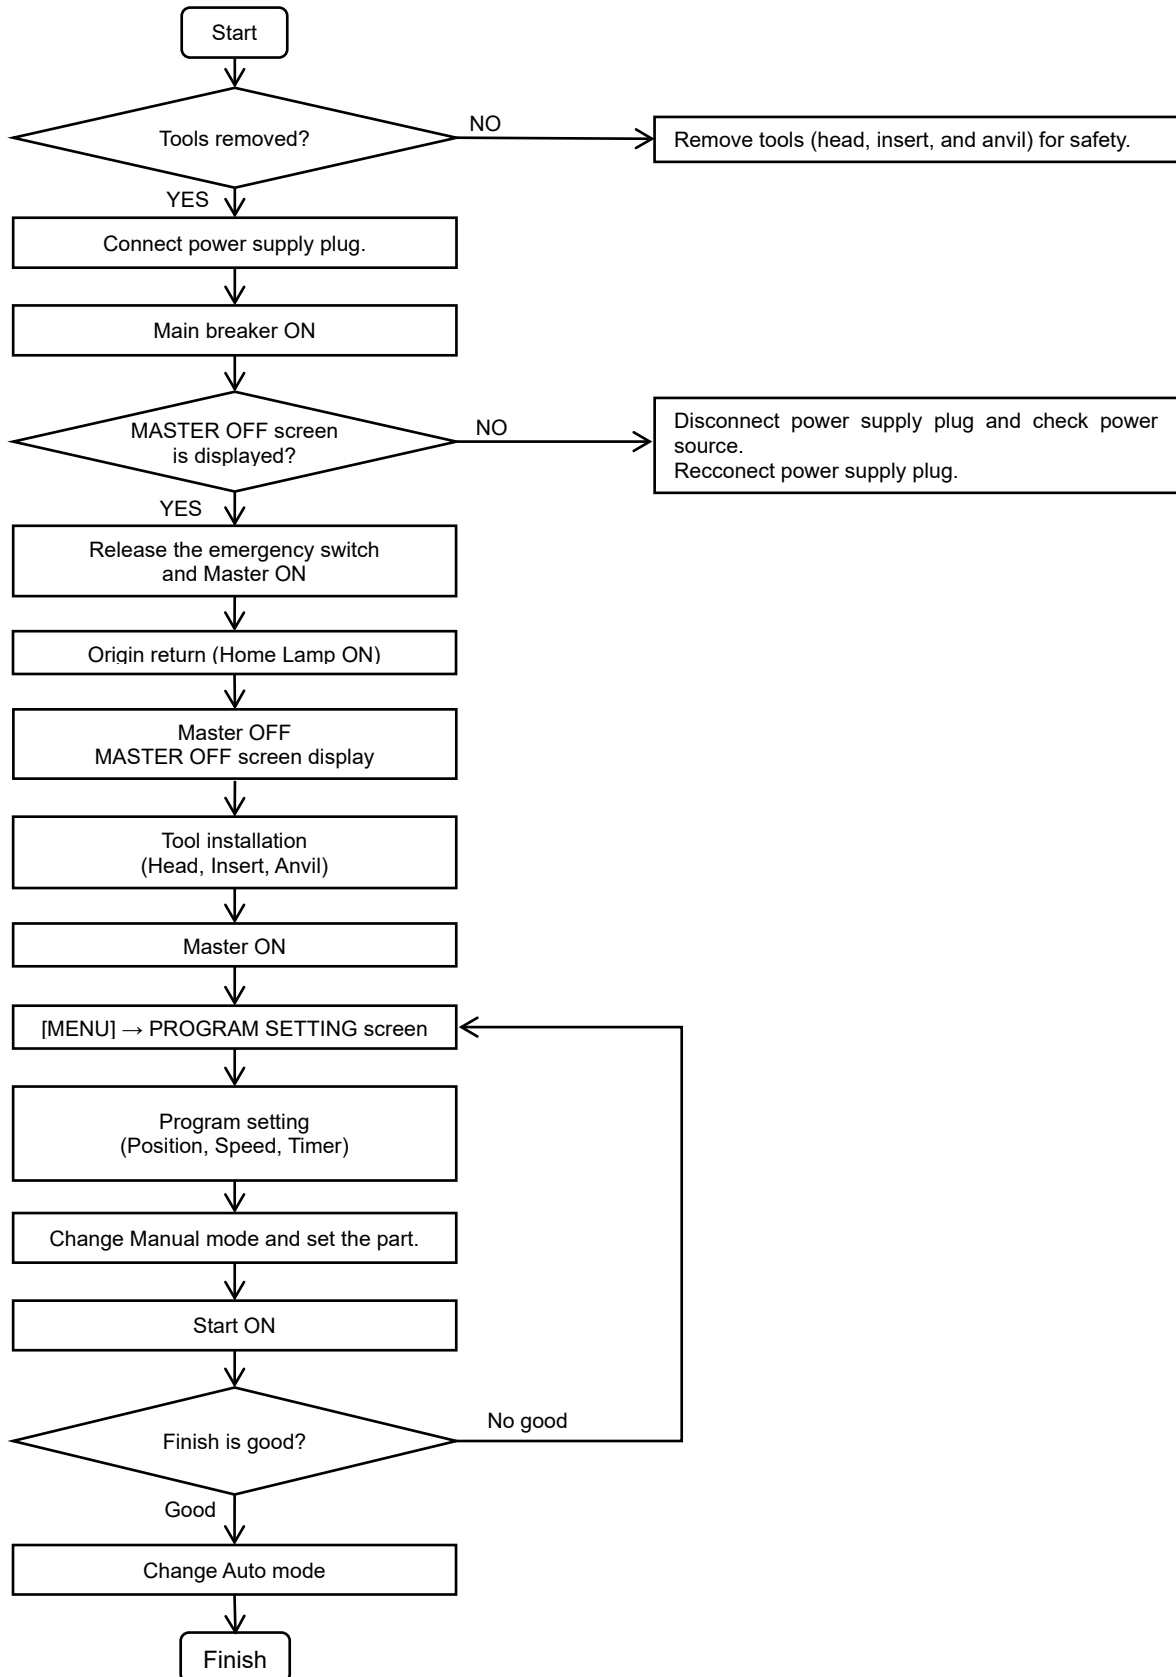 Start
Tools removed?
NO
Remove tools (head, insert, and anvil) for safety.
YES
Connect power supply plug.
Main breaker ON
MASTER OFF screen
is displayed?
NO
Disconnect power supply plug and check power
source.
Recconect power supply plug.
YES
Release the emergency switch
and Master ON
Origin return (Home Lamp ON)
Master OFF
MASTER OFF screen display
Tool installation
(Head, Insert, Anvil)
Master ON
[MENU] → PROGRAM SETTING screen
Program setting
(Position, Speed, Timer)
Change Manual mode and set the part.
Start ON
Finish is good?
No good
Good
Change Auto mode
Finish